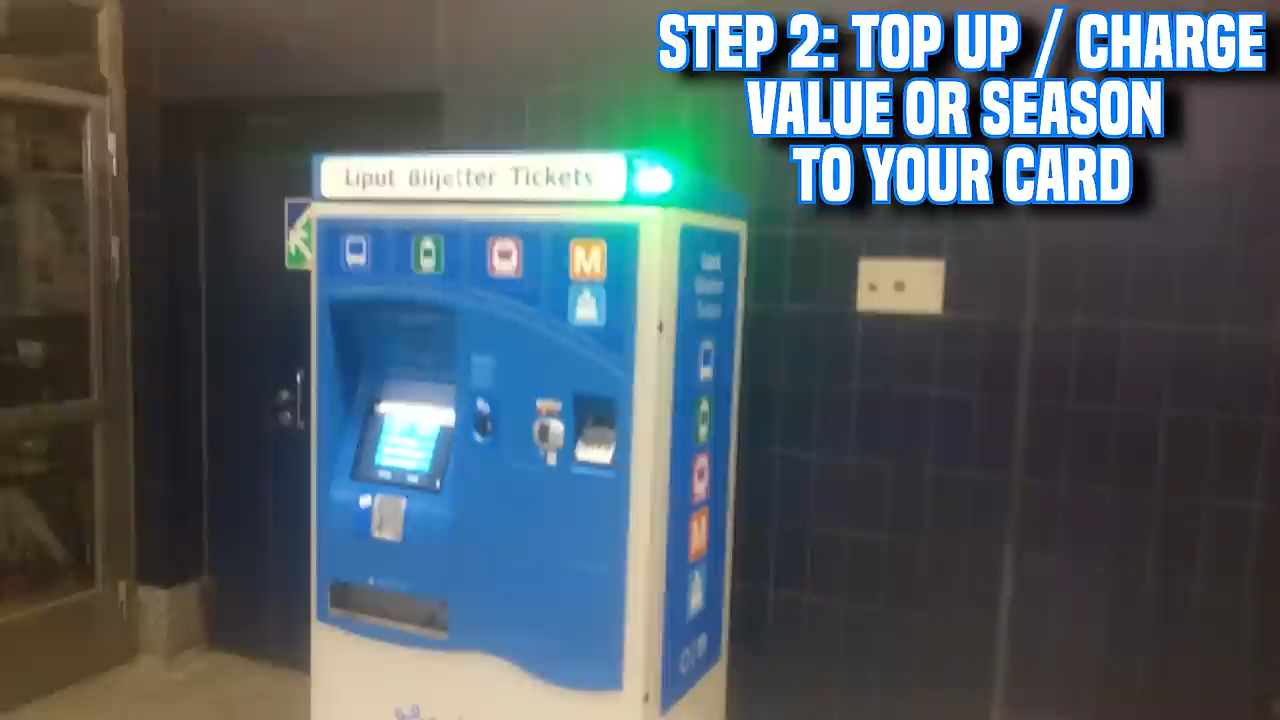 STEP 2: TOP UP / CHARGE
VALUE OR SEASON
TO YOUR CARD
Liput Biljetter Tickets
M
M